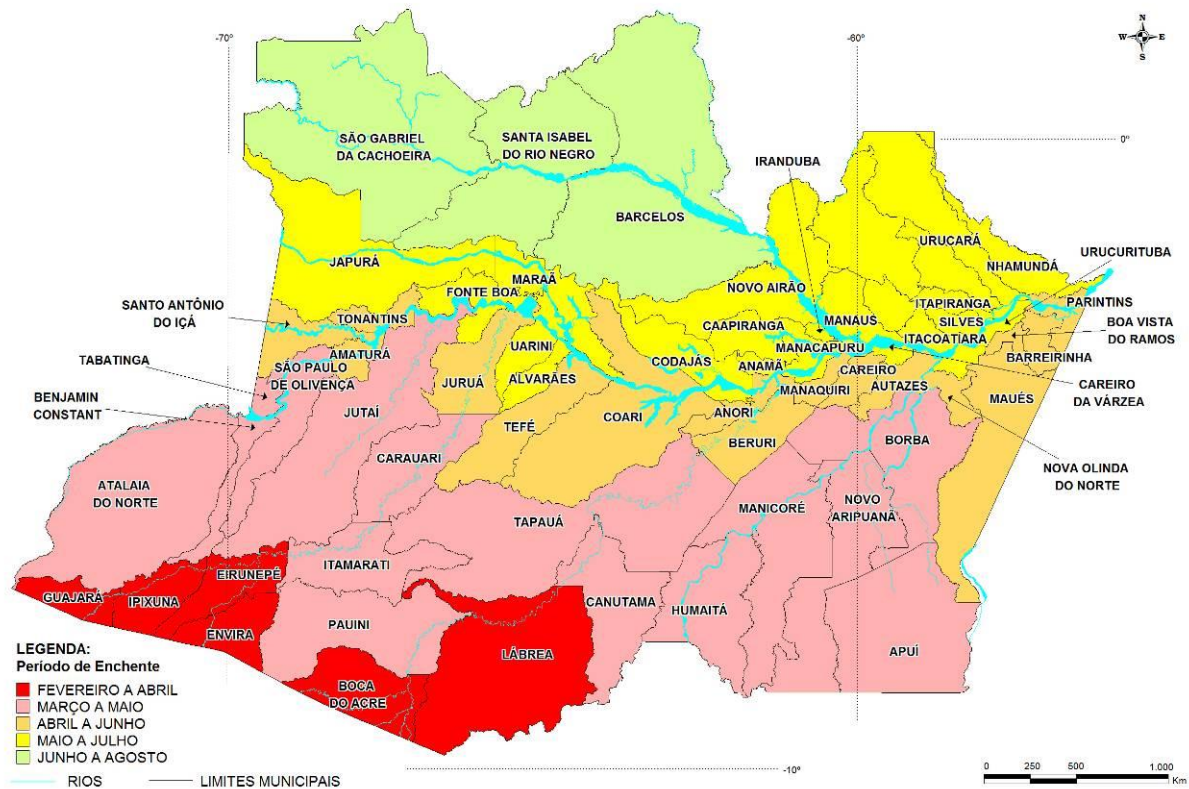 -70°
-60°
N
W E
S
0°
SÃO GABRIEL
DA CACHOEIRA
SANTA ISABEL
DO RIO NEGRO
IRANDUBA
BARCELOS
URUCARÁ
URUCURITUBA
JAPURÁ
NHAMUNDÁ
MARAÃ
NOVO AIRÃO
FONTE BOA
SANTO ANTÔNIO
DO IÇÁ
ITAPIRANGA
PARINTINS
TONANTINS
CAAPIRANGA
MANAUS
SILVES
BOA VISTA
DO RAMOS
TABATINGA
AMATURÁ
UARINI
MANACAPURU
ITACOATIARA
SÃO PAULO
DE OLIVENÇA
CODAJÁS
ANAMÃ
CAREIRO
BARREIRINHA
BENJAMIN
CONSTANT
JURUÁ
ALVARÃES
MANAQUIRI
AUTAZES
CAREIRO
DA VÁRZEA
JUTAÍ
COARI
ANORI
MAUÉS
TEFÉ
BERURI
BORBA
CARAUARI
NOVA OLINDA
DO NORTE
ATALAIA
DO NORTE
TAPAUÁ
MANICORÉ
NOVO
ARIPUANÃ
ITAMARATI
EIRUNEPÉ
GUAJARÁ
IPIXUNA
CANUTAMA
HUMAITÁ
ENVIRA
PAUINI
LÁBREA
APUÍ
BOCA
DO ACRE
LEGENDA:
Período de Enchente
FEVEREIRO A ABRIL
MARÇO A MAIO
ABRIL A JUNHO
MAIO A JULHO
JUNHO A AGOSTO
RIOS LIMITES MUNICIPAIS
-10°
0 250 500 1.000
Km